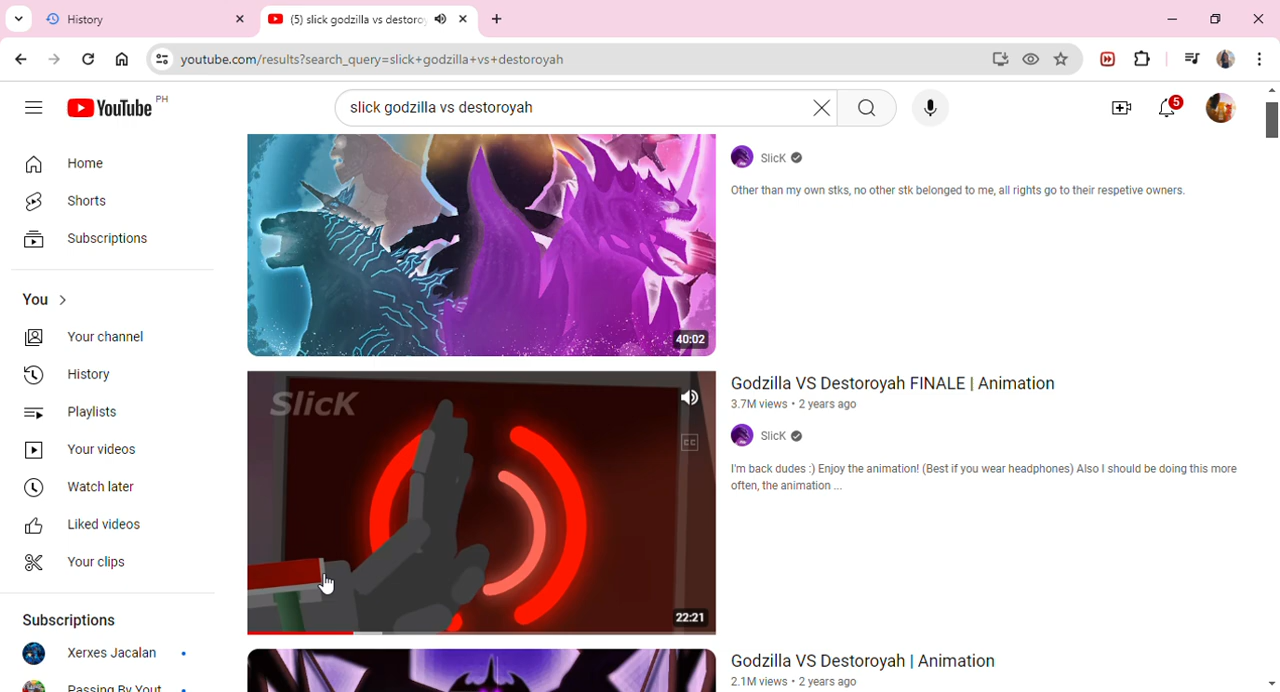 History
(5) slick godzilla vs destoro
youtube.com/results?search_query=slick+godzilla+vs+destoroyah
YouTube PH
slick godzilla vs destoroyah
5
Home
Shorts
Subscriptions
You
Your channel
History
Playlists
Your videos
Watch later
Liked videos
Your clips
Subscriptions
Xerxes Jacalan
Passing By Yout
40:02
SlicK
Other than my own stks, no other stk belonged to me, all rights go to their respetive owners.
SlicK
CC
22:21
Godzilla VS Destoroyah FINALE | Animation
3.7M views • 2 years ago
SlicK
I'm back dudes :) Enjoy the animation! (Best if you wear headphones) Also I should be doing this more
often, the animation ...
Godzilla VS Destoroyah | Animation
2.1M views • 2 years ago